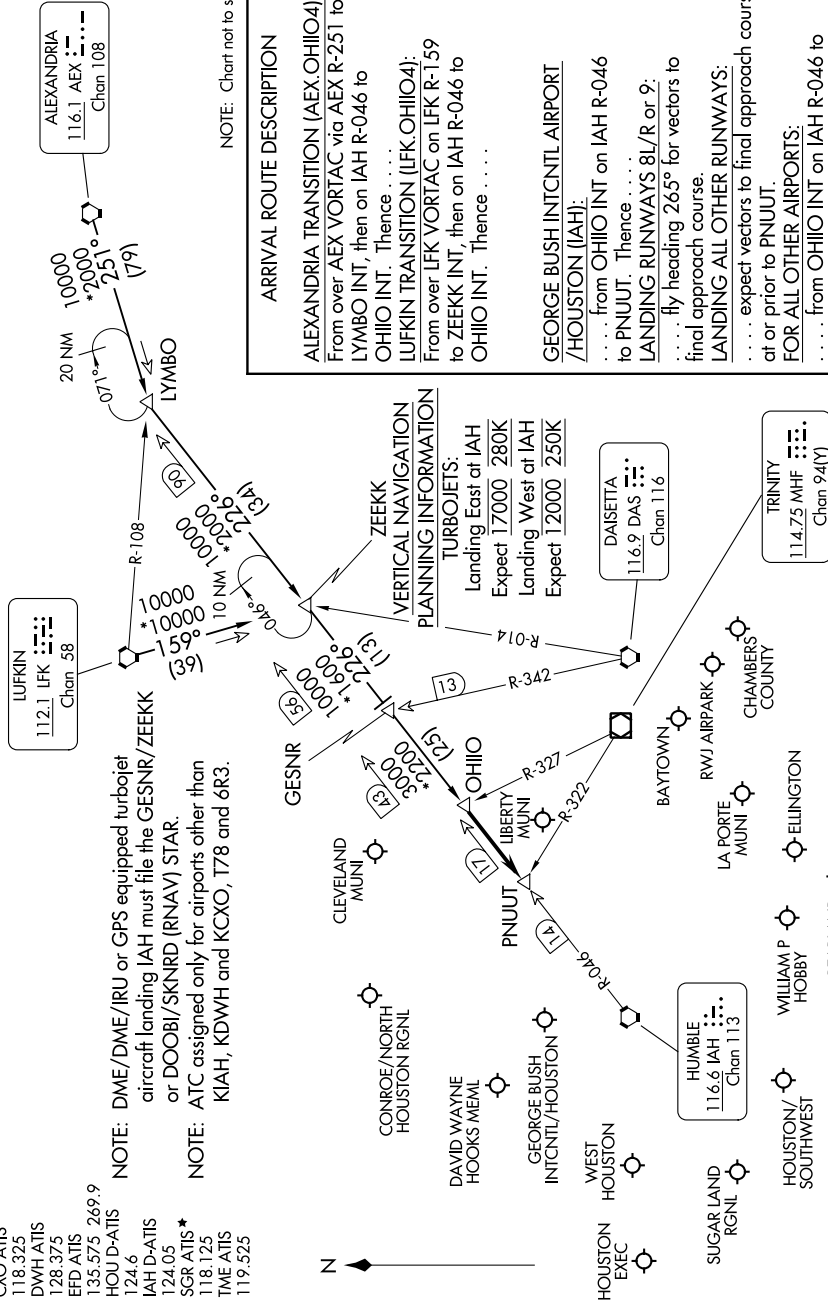 118.325
DWH ATIS
128.375
EFD ATIS
135.575 269.9
HOU D-ATIS
124.6
IAH D-ATIS
124.05
SGR ATIS★
118.125
TME ATIS
119.525
NOTE: DME/DME/IRU or GPS equipped turbojet
aircraft landing IAH must file the GESNR/ZEEKK
or DOOBI/SKNRD (RNAV) STAR.
NOTE: ATC assigned only for airports other than
KIAH, KDWH and KCXO, T78 and 6R3.
LUFKIN
112.1 LFK
Chan 58
ALEXANDRIA
116.1 AEX
Chan 108
NOTE: Chart not to s
10000
*2000
251°
(79)
20 NM
071°
LYMBO
R-108
90
10000
*2000
226°
(34)
10000
*10000
159°
(39)
10 NM
046°
ZEEKK
56
10000
*1600
226°
(13)
GESNR
43
3000
*2200
(25)
OHIIO
17
PNUUT
14
R-046
R-014
R-342
13
R-327
R-322
VERTICAL NAVIGATION
PLANNING INFORMATION
TURBOJETS:
Landing East at IAH
Expect 17000 280K
Landing West at IAH
Expect 12000 250K
DAISETTA
116.9 DAS
Chan 116
TRINITY
114.75 MHF
Chan 94(Y)
HUMBLE
116.6 IAH
Chan 113
CLEVELAND
MUNI
LIBERTY
MUNI
CONROE/NORTH
HOUSTON RGNL
DAVID WAYNE
HOOKS MEML
GEORGE BUSH
INTCNTL/HOUSTON
WEST
HOUSTON
HOUSTON
EXEC
SUGAR LAND
RGNL
HOUSTON/
SOUTHWEST
WILLIAM P
HOBBY
ELLINGTON
LA PORTE
MUNI
BAYTOWN
RWJ AIRPARK
CHAMBERS
COUNTY
N
ARRIVAL ROUTE DESCRIPTION
ALEXANDRIA TRANSITION (AEX.OHIIO4)
From over AEX VORTAC via AEX R-251 to
LYMBO INT, then on IAH R-046 to
OHIIO INT. Thence . . . .
LUFKIN TRANSITION (LFK.OHIIO4):
From over LFK VORTAC on LFK R-159
to ZEEKK INT, then on IAH R-046 to
OHIIO INT. Thence . . . .
GEORGE BUSH INTCNTL AIRPORT
/HOUSTON (IAH):
. . . . from OHIIO INT on IAH R-046
to PNUUT. Thence . . . .
LANDING RUNWAYS 8L/R or 9:
. . . . fly heading 265° for vectors to
final approach course.
LANDING ALL OTHER RUNWAYS:
. . . . expect vectors to final approach cours
at or prior to PNUUT.
FOR ALL OTHER AIRPORTS:
. . . . from OHIIO INT on IAH R-046 to